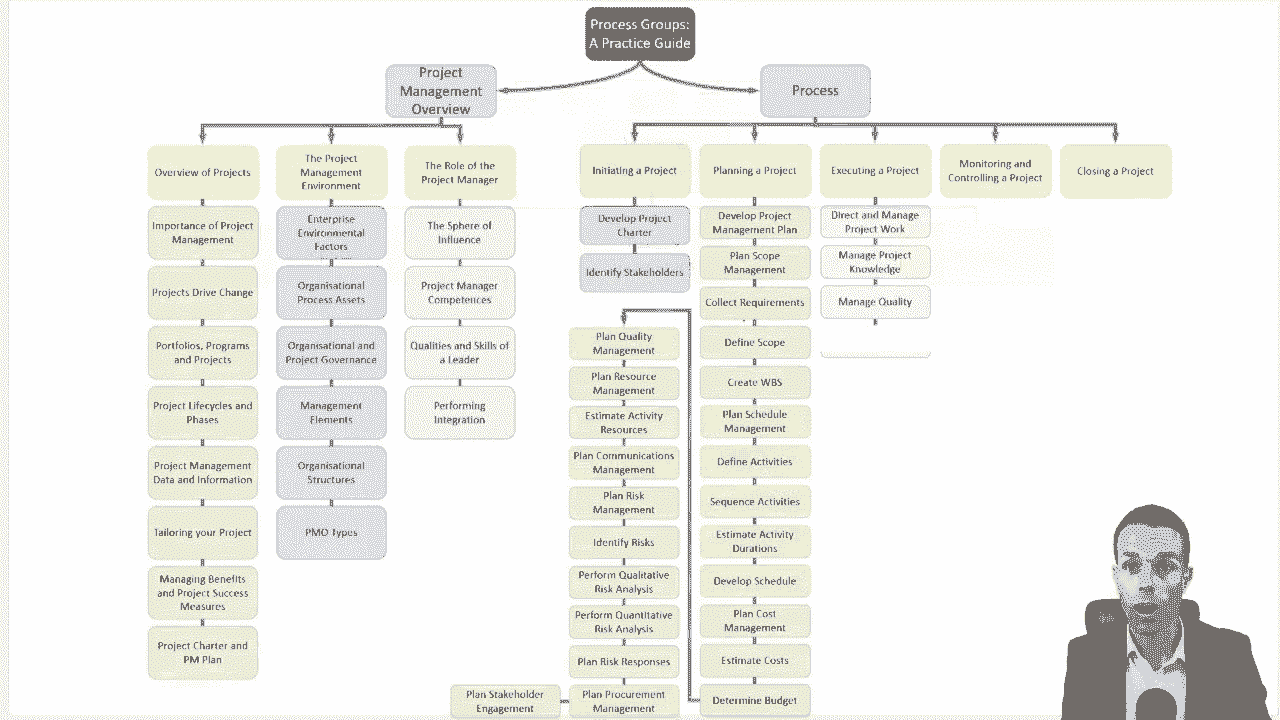 Process Groups:
A Practice Guide
Project
Management
Overview
Process
Overview of Projects
The Project
Management
Environment
The Role of the
Project Manager
Initiating a Project
Planning a Project
Executing a Project
Monitoring and
Controlling a Project
Closing a Project
Importance of Project
Management
Projects Drive Change
Portfolios, Programs
and Projects
Project Lifecycles and
Phases
Project Management
Data and Information
Tailoring your Project
Managing Benefits
and Project Success
Measures
Project Charter and
PM Plan
Enterprise
Environmental
Factors
Organisational
Process Assets
Organisational and
Project Governance
Management
Elements
Organisational
Structures
PMO Types
The Sphere of
Influence
Project Manager
Competences
Qualities and Skills of
a Leader
Performing
Integration
Develop Project
Charter
Identify Stakeholders
Develop Project
Management Plan
Plan Scope
Management
Collect Requirements
Define Scope
Create WBS
Plan Schedule
Management
Define Activities
Sequence Activities
Estimate Activity
Durations
Develop Schedule
Plan Cost
Management
Estimate Costs
Determine Budget
Plan Quality
Management
Plan Resource
Management
Estimate Activity
Resources
Plan Communications
Management
Plan Risk
Management
Identify Risks
Perform Qualitative
Risk Analysis
Perform Quantitative
Risk Analysis
Plan Risk Responses
Plan Procurement
Management
Plan Stakeholder
Engagement
Direct and Manage
Project Work
Manage Project
Knowledge
Manage Quality